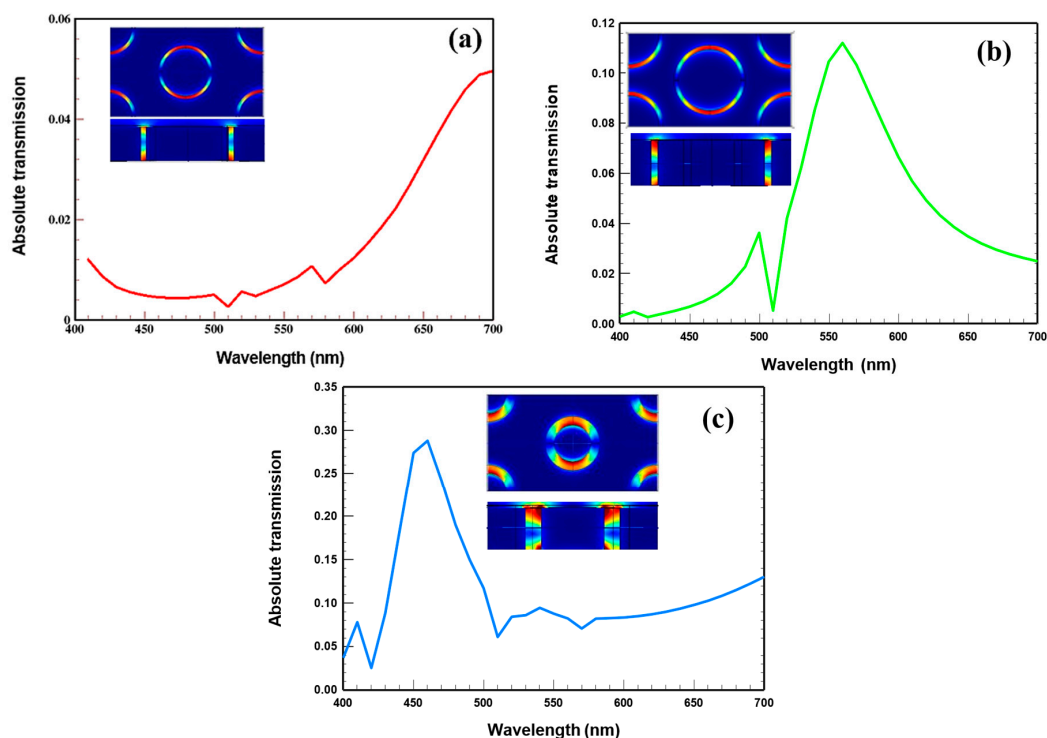 (a)
0.06
0.04
0.02
0
Absolute transmission
400 450 500 550 600 650 700
Wavelength (nm)
(b)
0.12
0.10
0.08
0.06
0.04
0.02
0.00
Absolute transmission
400 450 500 550 600 650 700
Wavelength (nm)
(c)
0.35
0.30
0.25
0.20
0.15
0.10
0.05
0.00
Absolute transmission
400 450 500 550 600 650 700
Wavelength (nm)